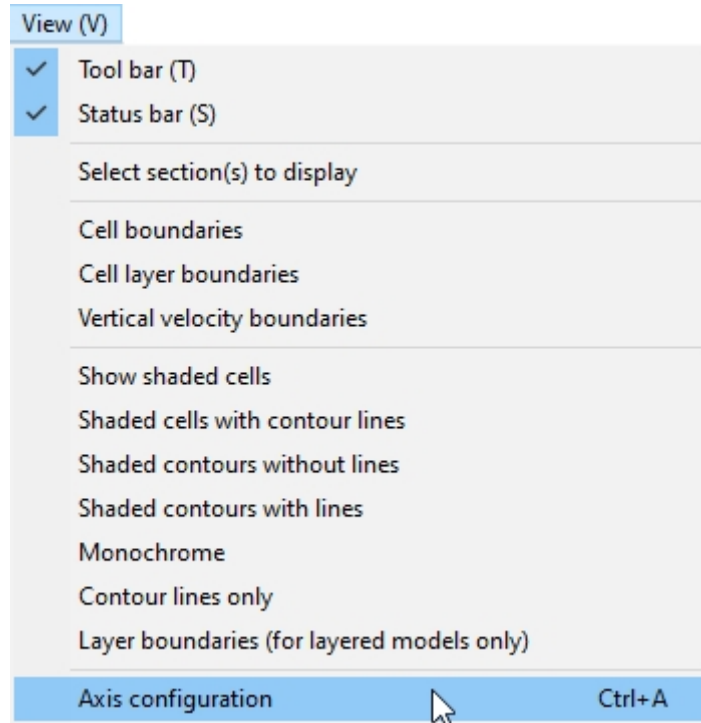 View (V)
Tool bar (T)
Status bar (S)
Select section(s) to display
Cell boundaries
Cell layer boundaries
Vertical velocity boundaries
Show shaded cells
Shaded cells with contour lines
Shaded contours without lines
Shaded contours with lines
Monochrome
Contour lines only
Layer boundaries (for layered models only)
Axis configuration Ctrl+A